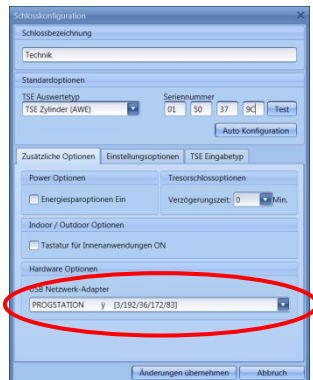 Schlosskonfiguration
Schlossbezeichnung
Technik
Standardoptionen
TSE Auswertetyp Seriennummer
TSE Zylinder (AWE) 01 50 37 9C Test
Auto Konfiguration
Zusätzliche Optionen Einstellungsoptionen TSE Eingabetyp
Power Optionen Tresorschlossoptionen
Energiesparoptionen Ein Verzögerungszeit: 0 Min.
Indoor / Outdoor Optionen
Tastatur für Innenanwendungen ON
Hardware Optionen
USB Netzwerk-Adapter
PROGSTATION ÿ [3/192/36/172/83]
Änderungen übernehmen Abbruch